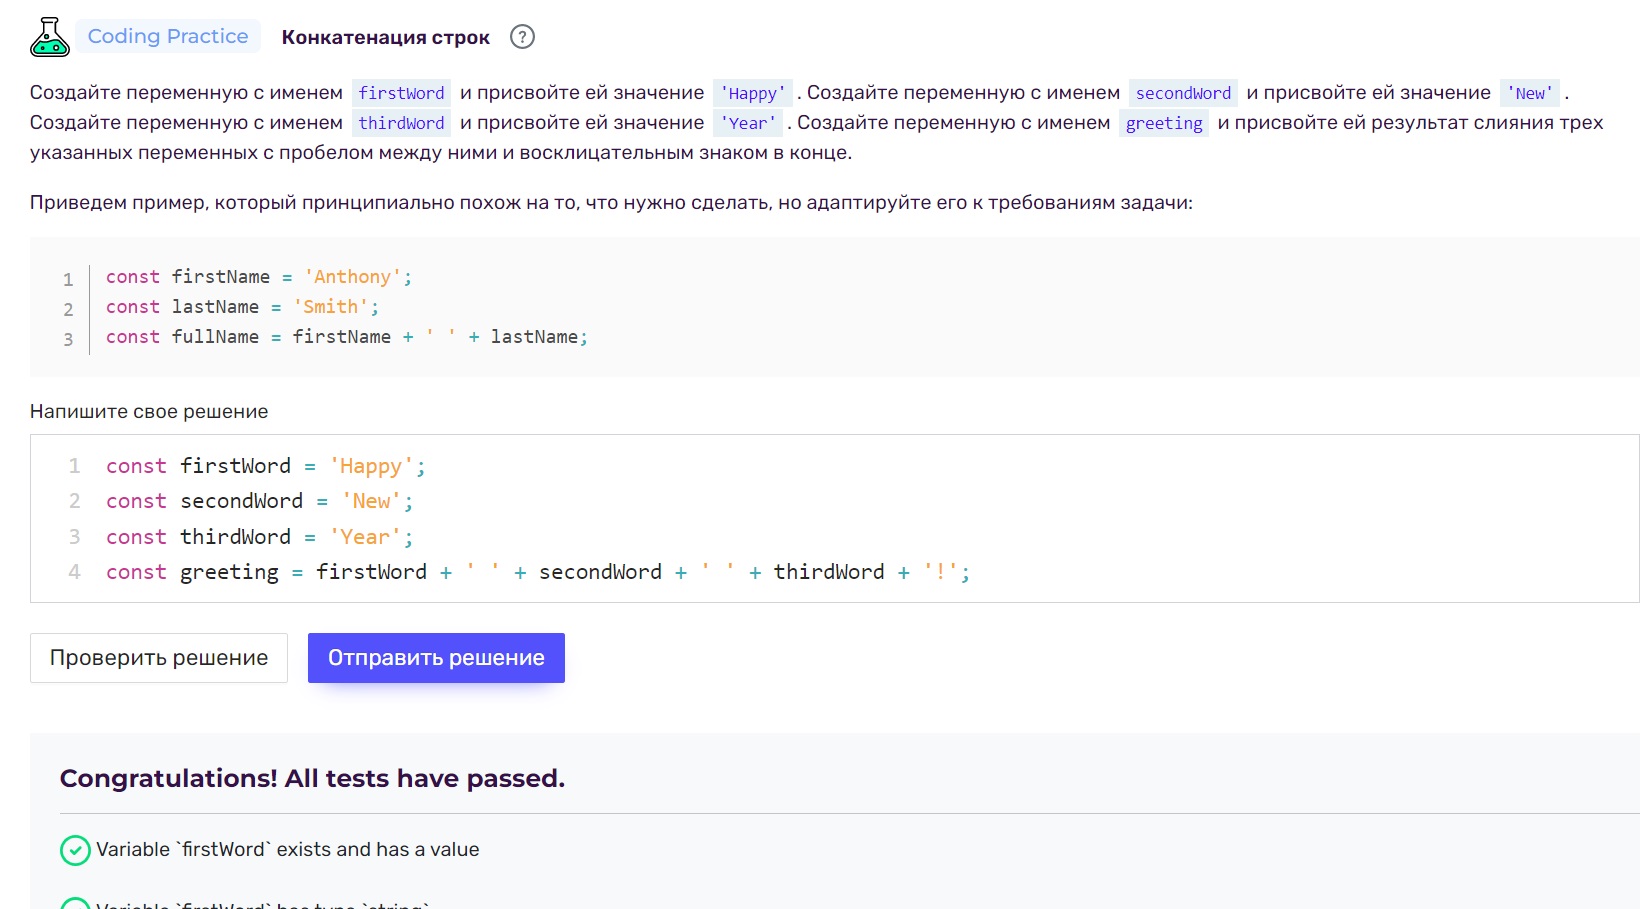 Coding Practice Конкатенация строк ?
Создайте переменную с именем firstWord и присвойте ей значение 'Happy' . Создайте переменную с именем secondWord и присвойте ей значение 'New' .
Создайте переменную с именем thirdWord и присвойте ей значение 'Year' . Создайте переменную с именем greeting и присвойте ей результат слияния трех
указанных переменных с пробелом между ними и восклицательным знаком в конце.
Приведем пример, который принципиально похож на то, что нужно сделать, но адаптируйте его к требованиям задачи:
1 const firstName = 'Anthony';
2 const lastName = 'Smith';
3 const fullName = firstName + ' ' + lastName;
Напишите свое решение
1 const firstWord = 'Happy';
2 const secondWord = 'New';
3 const thirdWord = 'Year';
4 const greeting = firstWord + ' ' + secondWord + ' ' + thirdWord + '!';
Проверить решение Отправить решение
Congratulations! All tests have passed.
Variable `firstWord` exists and has a value
Variable `firstWord` has type `string`